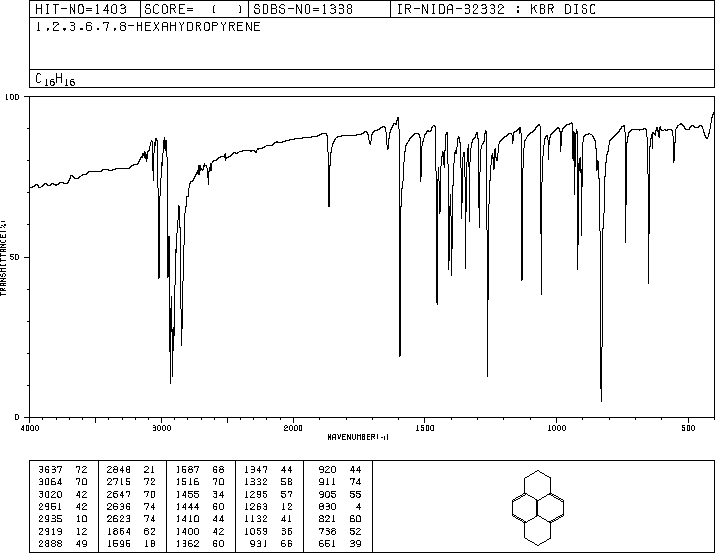 HIT-NO=1403 SCORE= ( ) SDBS-NO=1338 IR-NIDA-32332 : KBR DISC
1,2,3,6,7,8-HEXAHYDROPYRENE
C16H16
100
50
0
TRANSMITTANCE(%)
4000 3000 2000 1500 1000 500
WAVENUMBER(-1)
3637 72 2848 21 1687 68 1347 44 920 44
3064 70 2715 72 1516 70 1332 58 911 74
3020 42 2647 70 1455 34 1295 57 905 55
2951 42 2636 74 1444 60 1263 12 830 4
2935 10 2623 74 1410 44 1132 41 821 60
2919 12 1864 62 1400 42 1059 36 738 52
2888 49 1596 18 1362 60 931 66 651 39